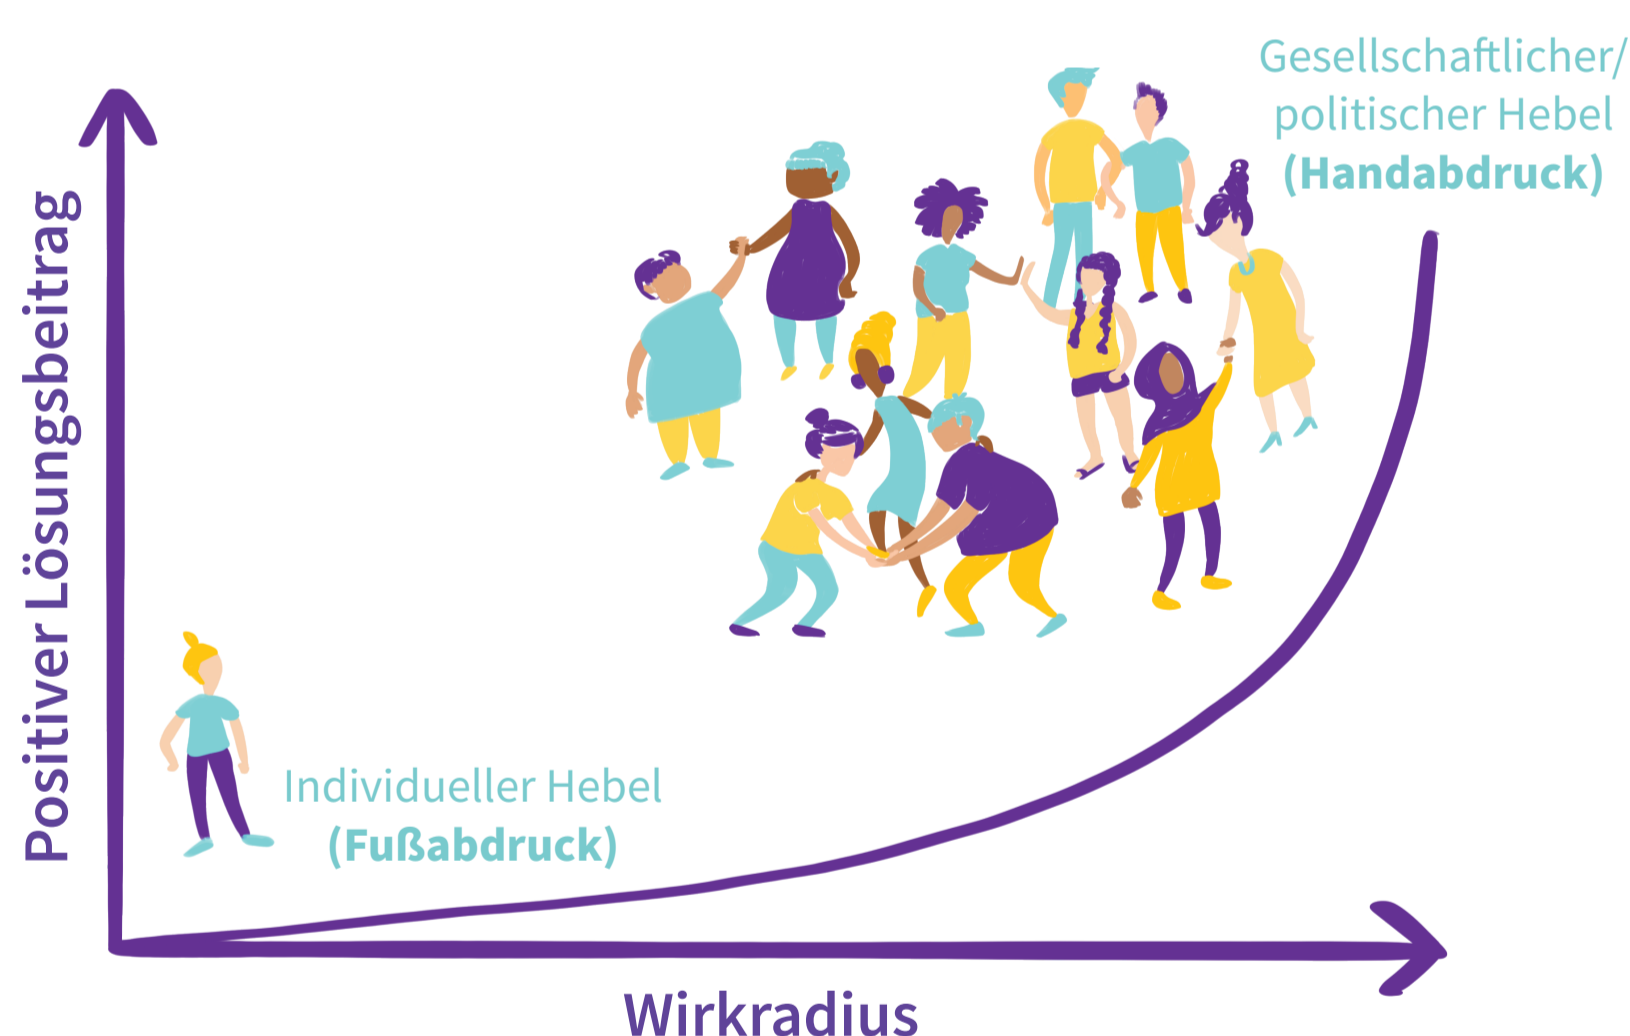 Gesellschaftlicher/
politischer Hebel
(Handabdruck)
Positiver Lösungsbeitrag
Individueller Hebel
(Fußabdruck)
Wirkradius